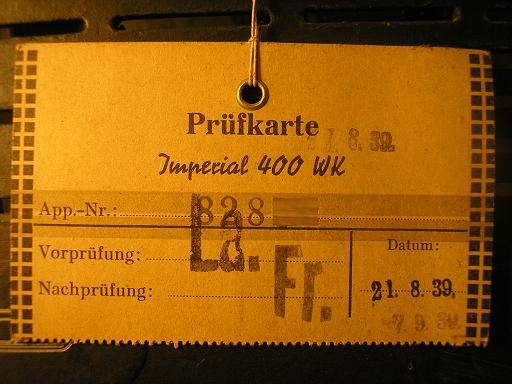 Prüfkarte
21. 8. 39.
Imperial 400 WK
App.-Nr.: 828
La.
Vorprüfung:
Datum:
Fr.
Nachprüfung:
21. 8. 39.
-7. 9. 39.